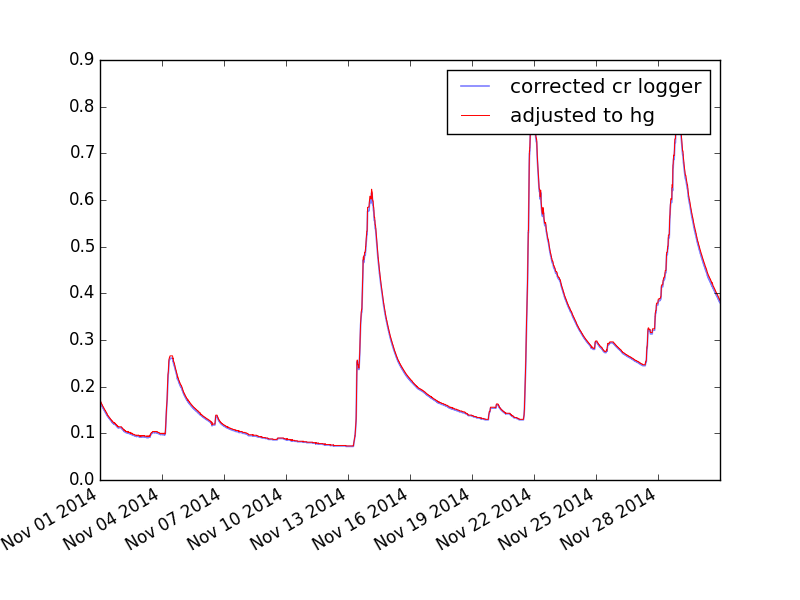 0.9
0.8
0.7
0.6
0.5
0.4
0.3
0.2
0.1
0.0
corrected cr logger
adjusted to hg
Nov 01 2014
Nov 04 2014
Nov 07 2014
Nov 10 2014
Nov 13 2014
Nov 16 2014
Nov 19 2014
Nov 22 2014
Nov 25 2014
Nov 28 2014